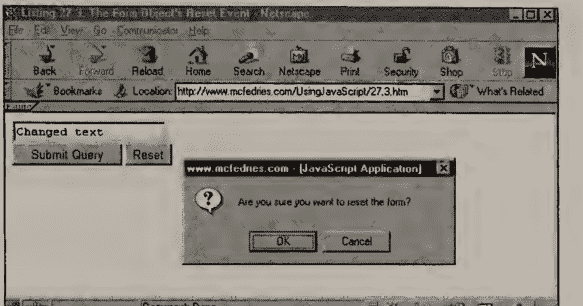 Listing 27.3. The Form Object's Reset Event - Netscape
File Edit View Go Communicator Help
Back Forward Reload Home Search Netscape Print Security Shop Stop N
Bookmarks Location: http://www.mcfedries.com/UsingJavaScript/27.3.htm What's Related
Changed text
Submit Query Reset
www.mcfedries.com - [JavaScript Application]
Are you sure you want to reset the form?
OK Cancel